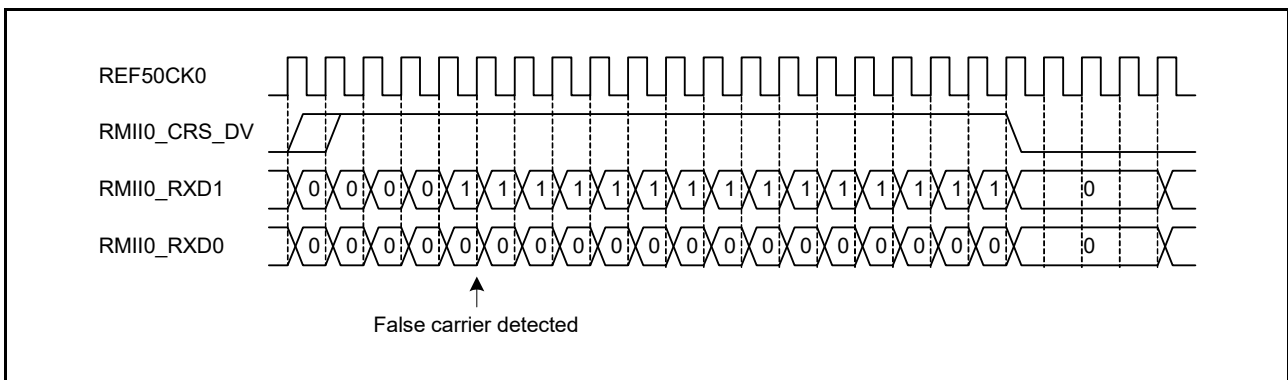 REF50CK0
RMII0_CRS_DV
RMII0_RXD1 0 0 0 0 1 1 1 1 1 1 1 1 1 1 1 1 1 1 1 0
RMII0_RXD0 0 0 0 0 0 0 0 0 0 0 0 0 0 0 0 0 0 0 0 0
False carrier detected